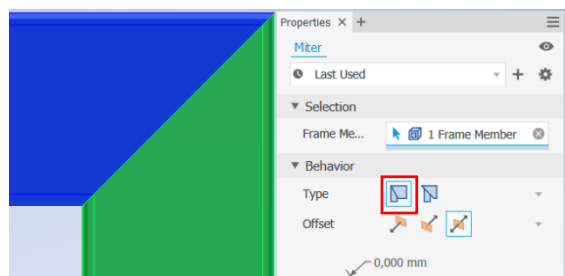 Properties × +
Miter
Last Used
Selection
Frame Me... 1 Frame Member
Behavior
Type
Offset
0,000 mm